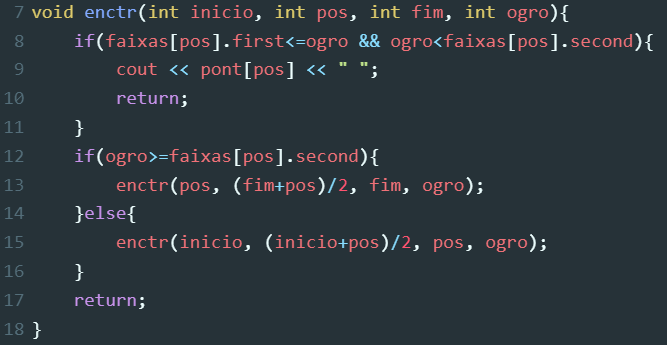 7 void enctr(int inicio, int pos, int fim, int ogro){
8     if(faixas[pos].first<=ogro && ogro<faixas[pos].second){
9         cout << pont[pos] << " ";
10         return;
11     }
12     if(ogro>=faixas[pos].second){
13         enctr(pos, (fim+pos)/2, fim, ogro);
14     }else{
15         enctr(inicio, (inicio+pos)/2, pos, ogro);
16     }
17     return;
18 }